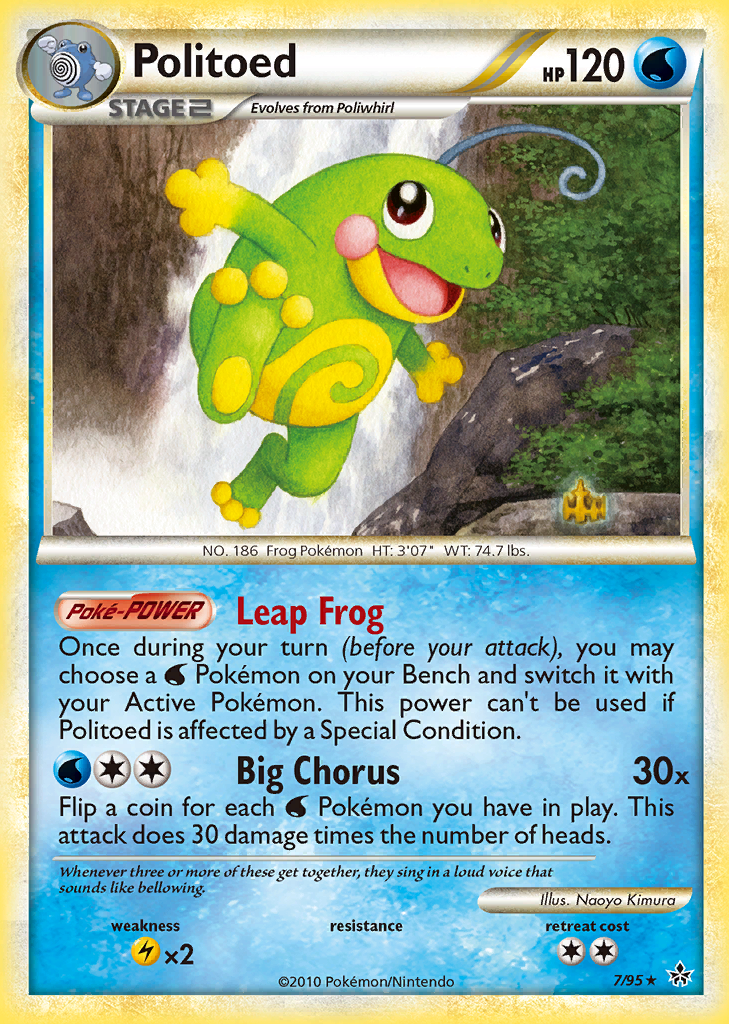 Politoed
HP 120
STAGE 2
Evolves from Poliwhirl
NO. 186 Frog Pokémon HT: 3'07" WT: 74.7 lbs.
Poké-POWER Leap Frog
Once during your turn (before your attack), you may
choose a Pokémon on your Bench and switch it with
your Active Pokémon. This power can't be used if
Politoed is affected by a Special Condition.
Big Chorus 30x
Flip a coin for each Pokémon you have in play. This
attack does 30 damage times the number of heads.
Whenever three or more of these get together, they sing in a loud voice that
sounds like bellowing.
Illus. Naoyo Kimura
weakness resistance retreat cost
×2
©2010 Pokémon/Nintendo 7/95 ★